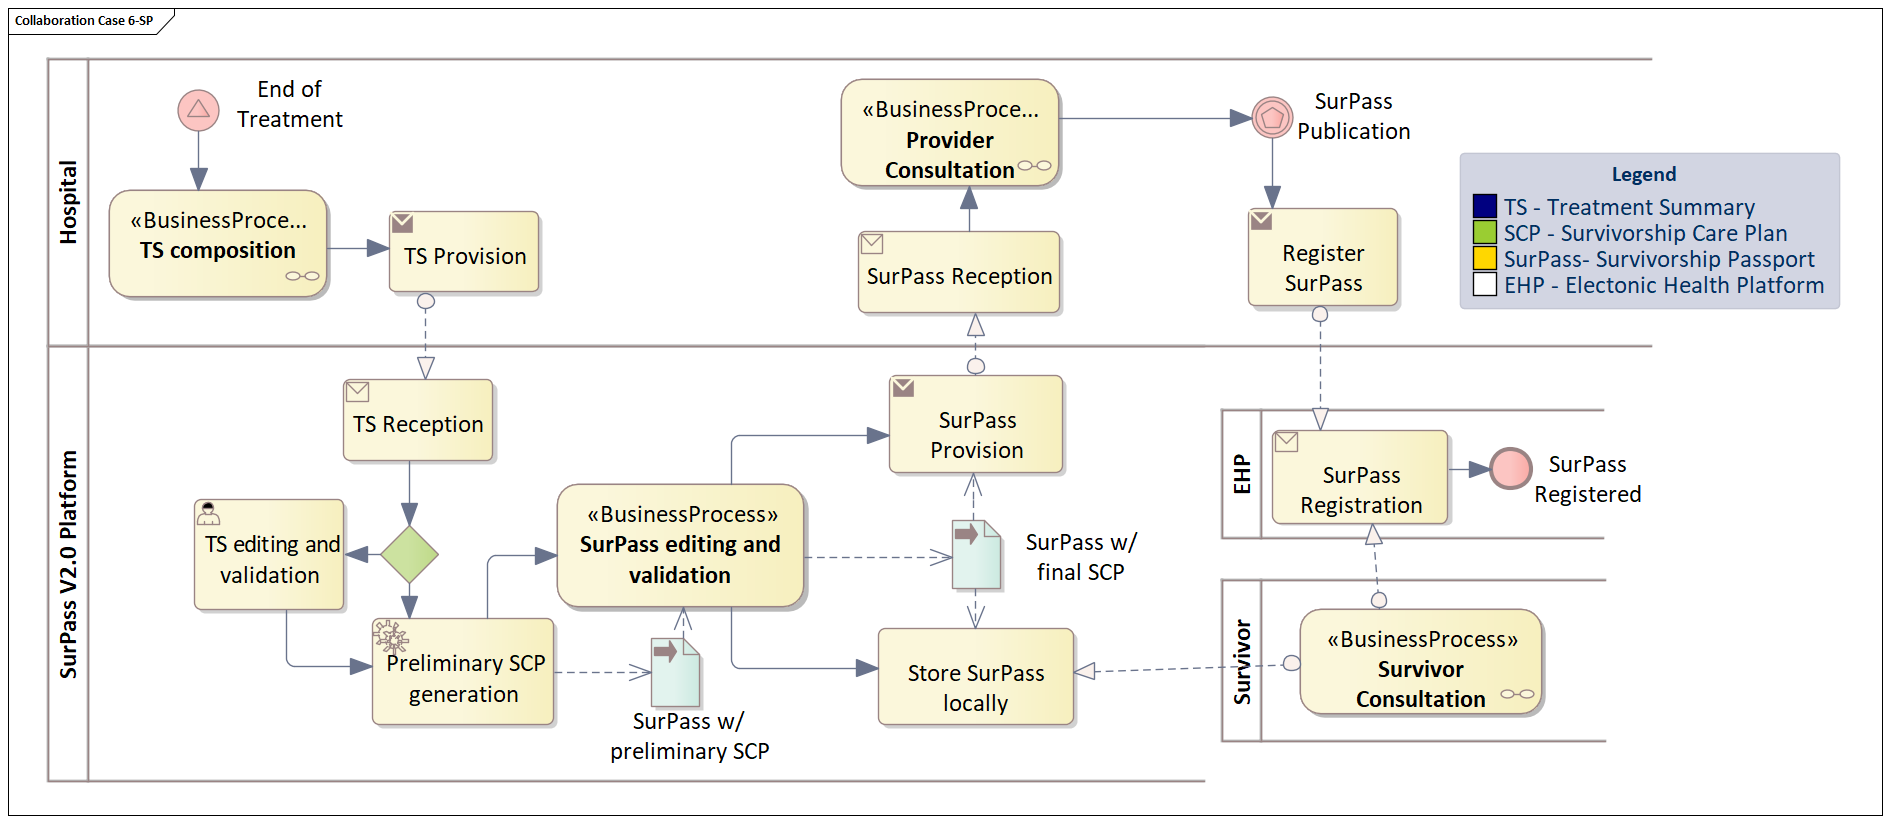 Collaboration Case 6-SP
Hospital
End of
Treatment
«BusinessProce...
TS composition
TS Provision
«BusinessProce...
Provider
Consultation
SurPass Reception
SurPass
Publication
Register
SurPass
Legend
TS - Treatment Summary
SCP - Survivorship Care Plan
SurPass- Survivorship Passport
EHP - Electonic Health Platform
SurPass V2.0 Platform
TS Reception
TS editing and
validation
Preliminary SCP
generation
«BusinessProcess»
SurPass editing and
validation
SurPass w/
preliminary SCP
SurPass
Provision
SurPass w/
final SCP
Store SurPass
locally
EHP
SurPass
Registration
SurPass
Registered
Survivor
«BusinessProcess»
Survivor
Consultation